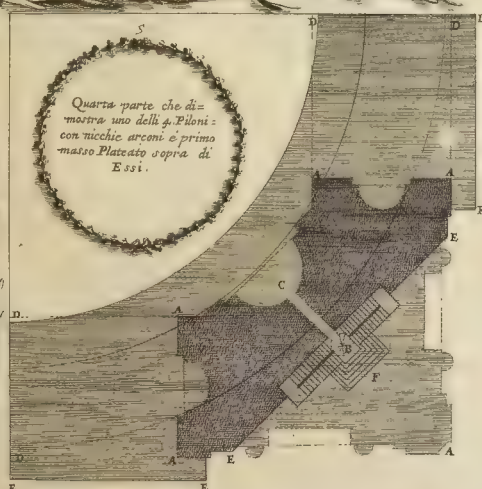 S
Quarta parte che di=
mostra uno delli 4. Piloni=
con nicchie arconi e primo
masso Plateato sopra di
Essi.
D D
A A
E
C
D A
B
F
D A E A